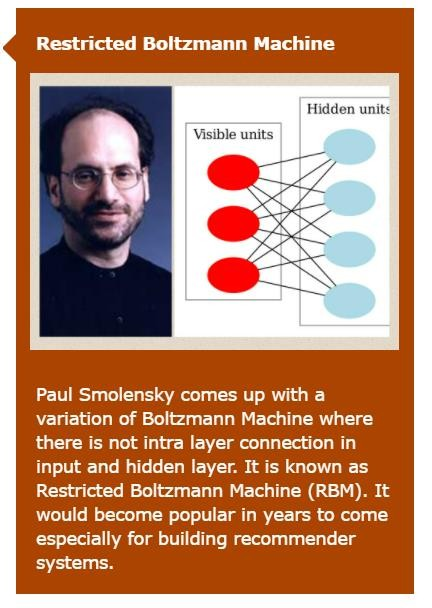 Restricted Boltzmann Machine
Hidden units
Visible units
Paul Smolensky comes up with a
variation of Boltzmann Machine where
there is not intra layer connection in
input and hidden layer. It is known as
Restricted Boltzmann Machine (RBM). It
would become popular in years to come
especially for building recommender
systems.